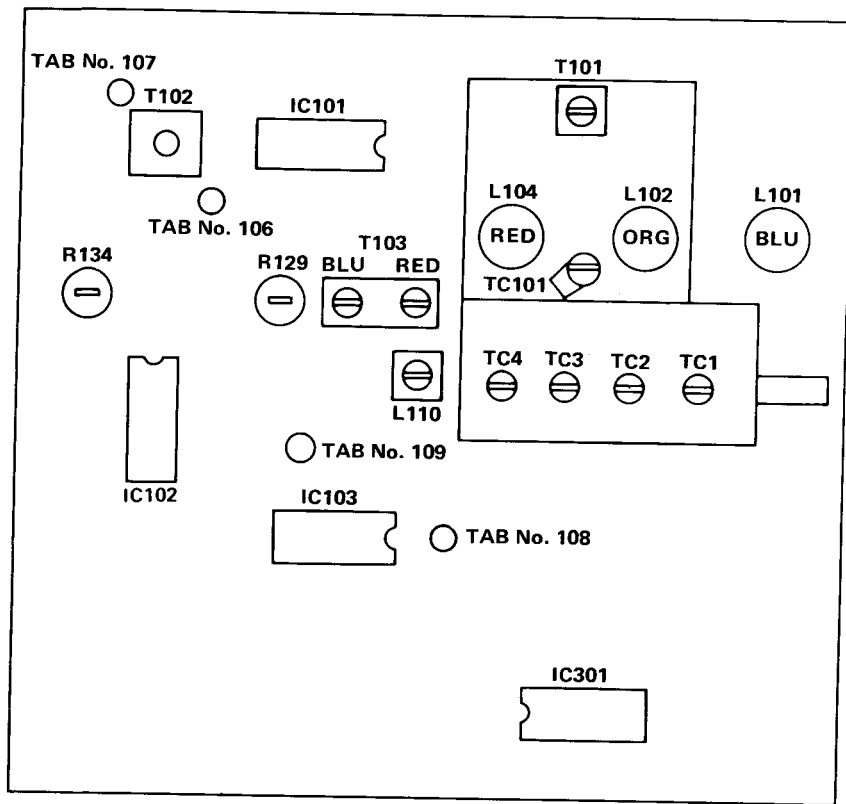 TAB No. 107
T102
IC101
T101
TAB No. 106
L104
L102
L101
RED
ORG
BLU
R134
R129
T103
BLU RED
TC101
TC4 TC3 TC2 TC1
L110
TAB No. 109
IC102
IC103
TAB No. 108
IC301